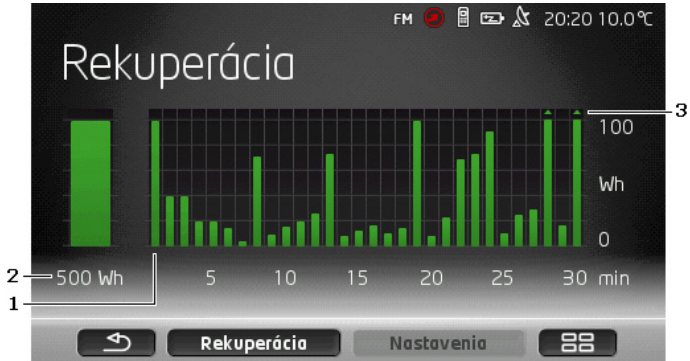 FM 20:20 10.0°C
Rekuperácia
3
100
Wh
0
2 500 Wh 5 10 15 20 25 30 min
1
Rekuperácia Nastavenia